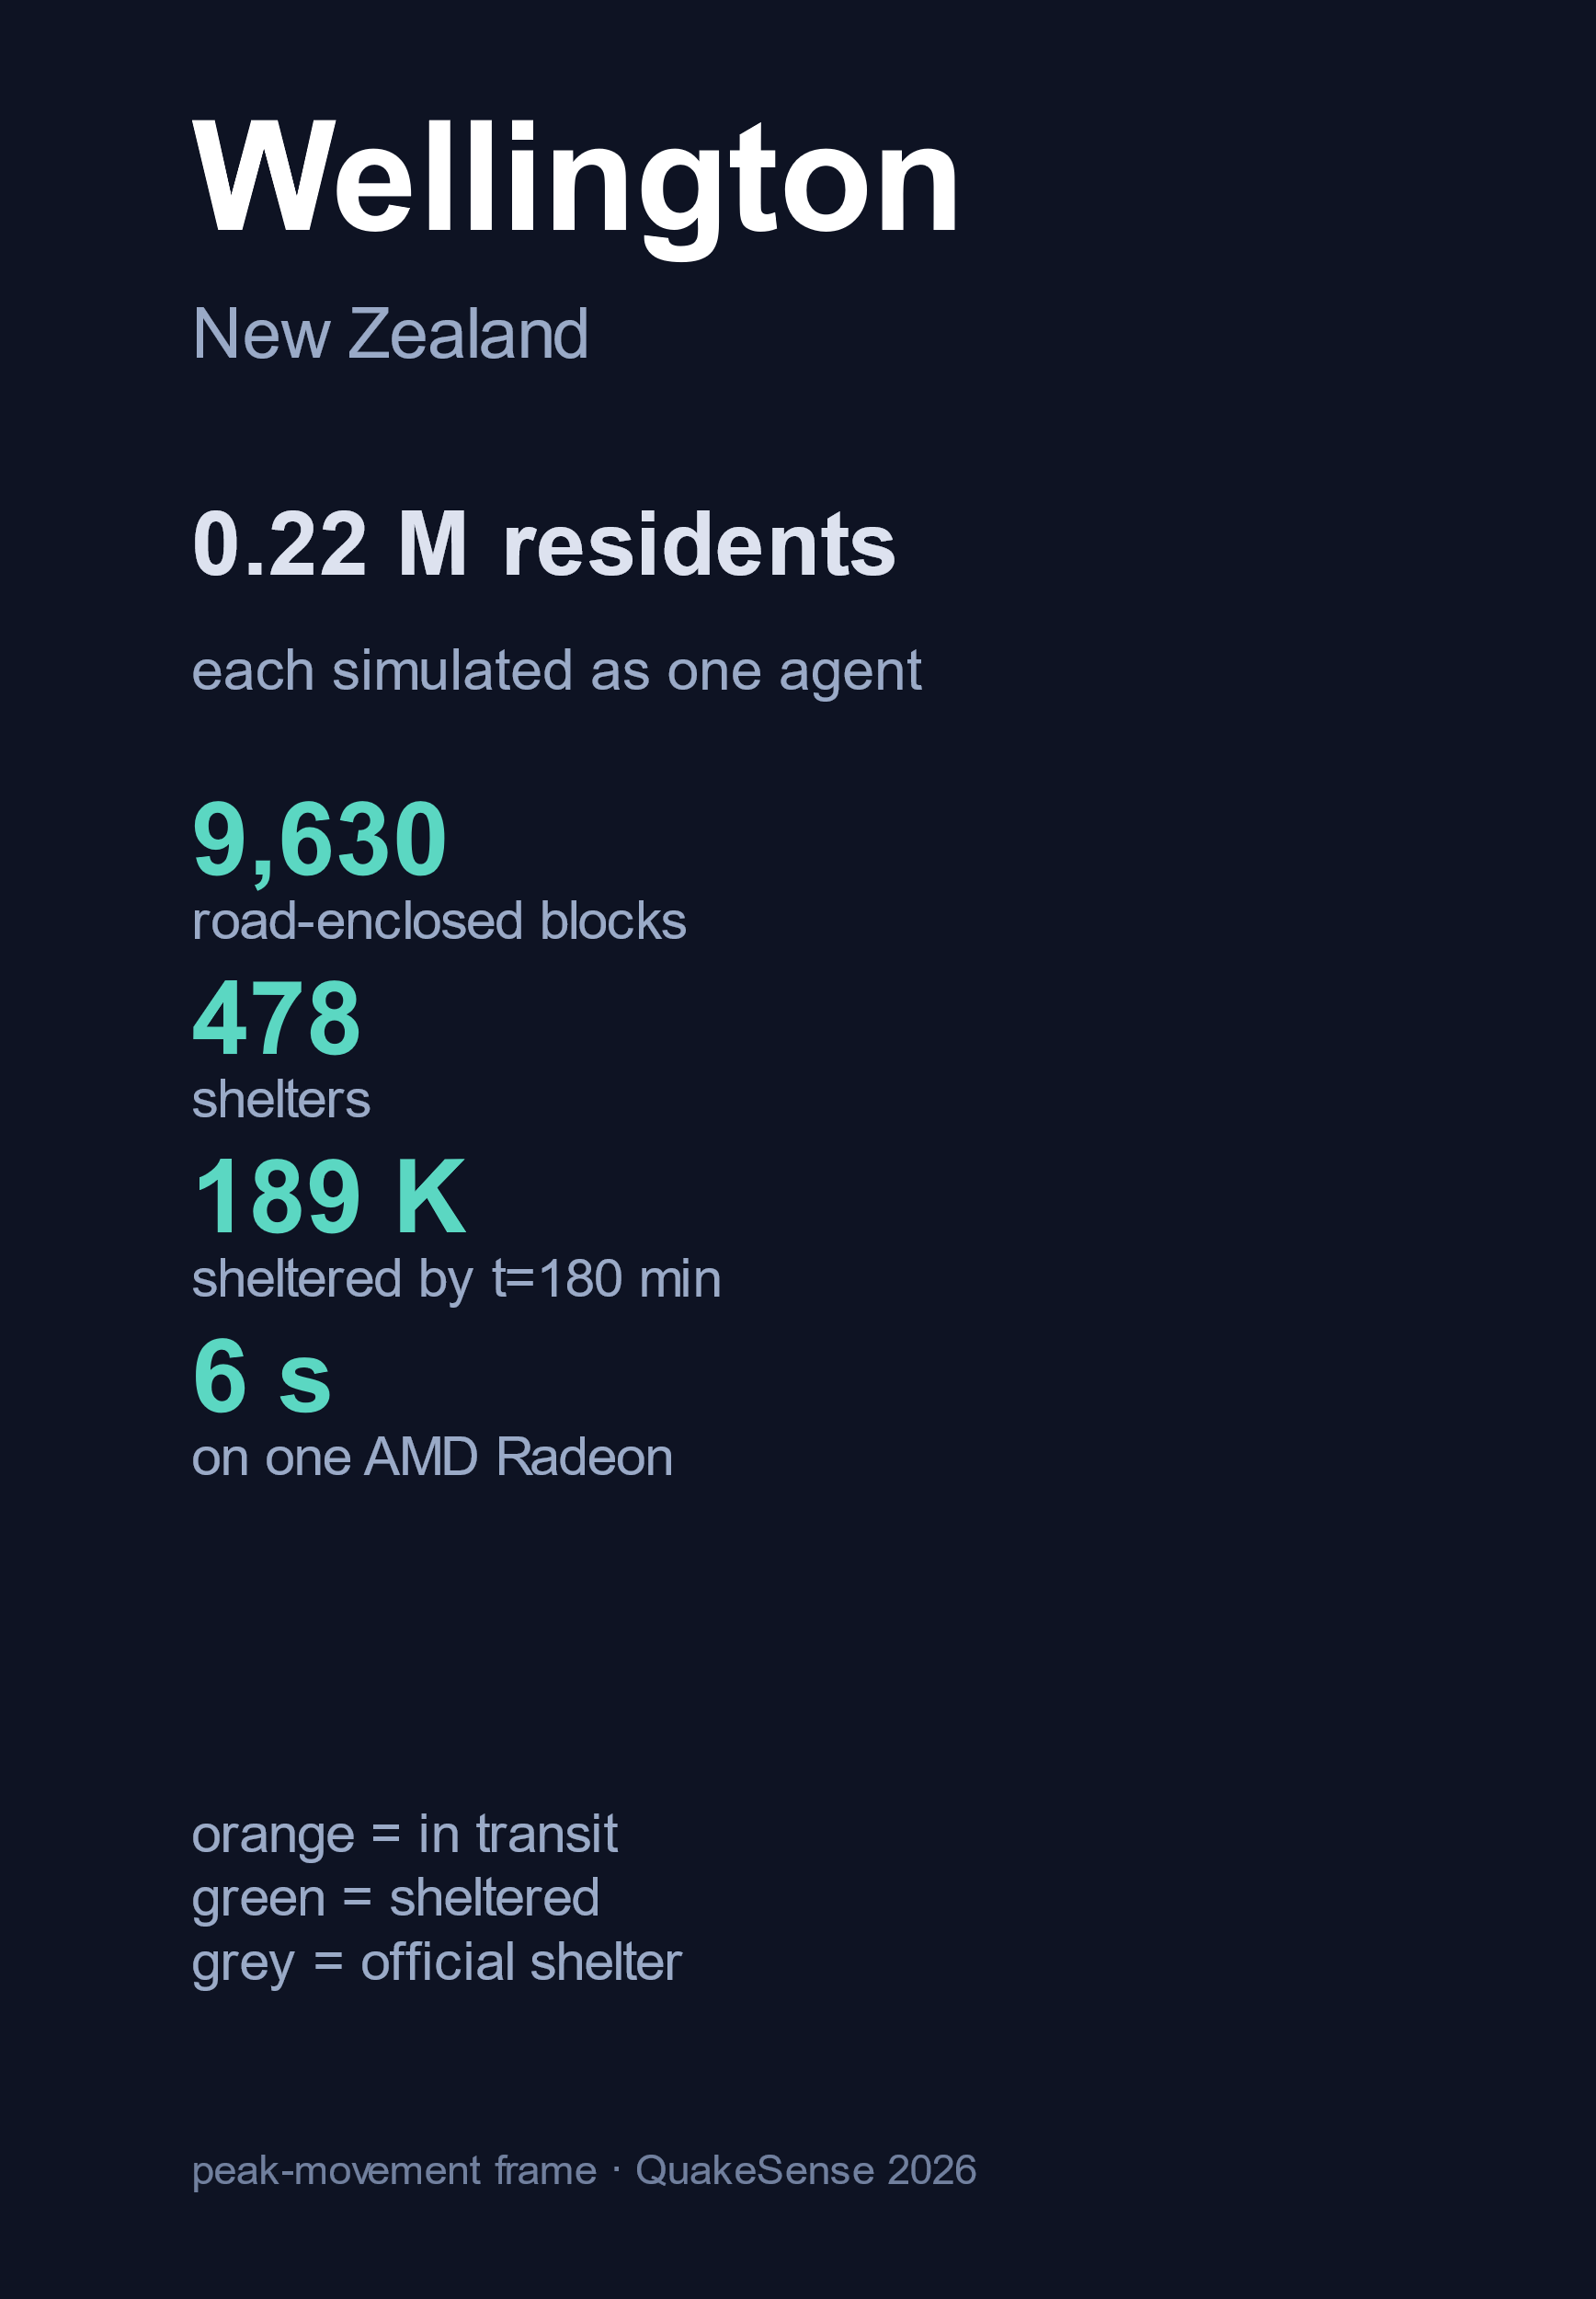 Wellington
New Zealand
0.22 M residents
each simulated as one agent
9,630
road-enclosed blocks
478
shelters
189 K
sheltered by t=180 min
6 s
on one AMD Radeon
orange = in transit
green = sheltered
grey = official shelter
peak-movement frame · QuakeSense 2026